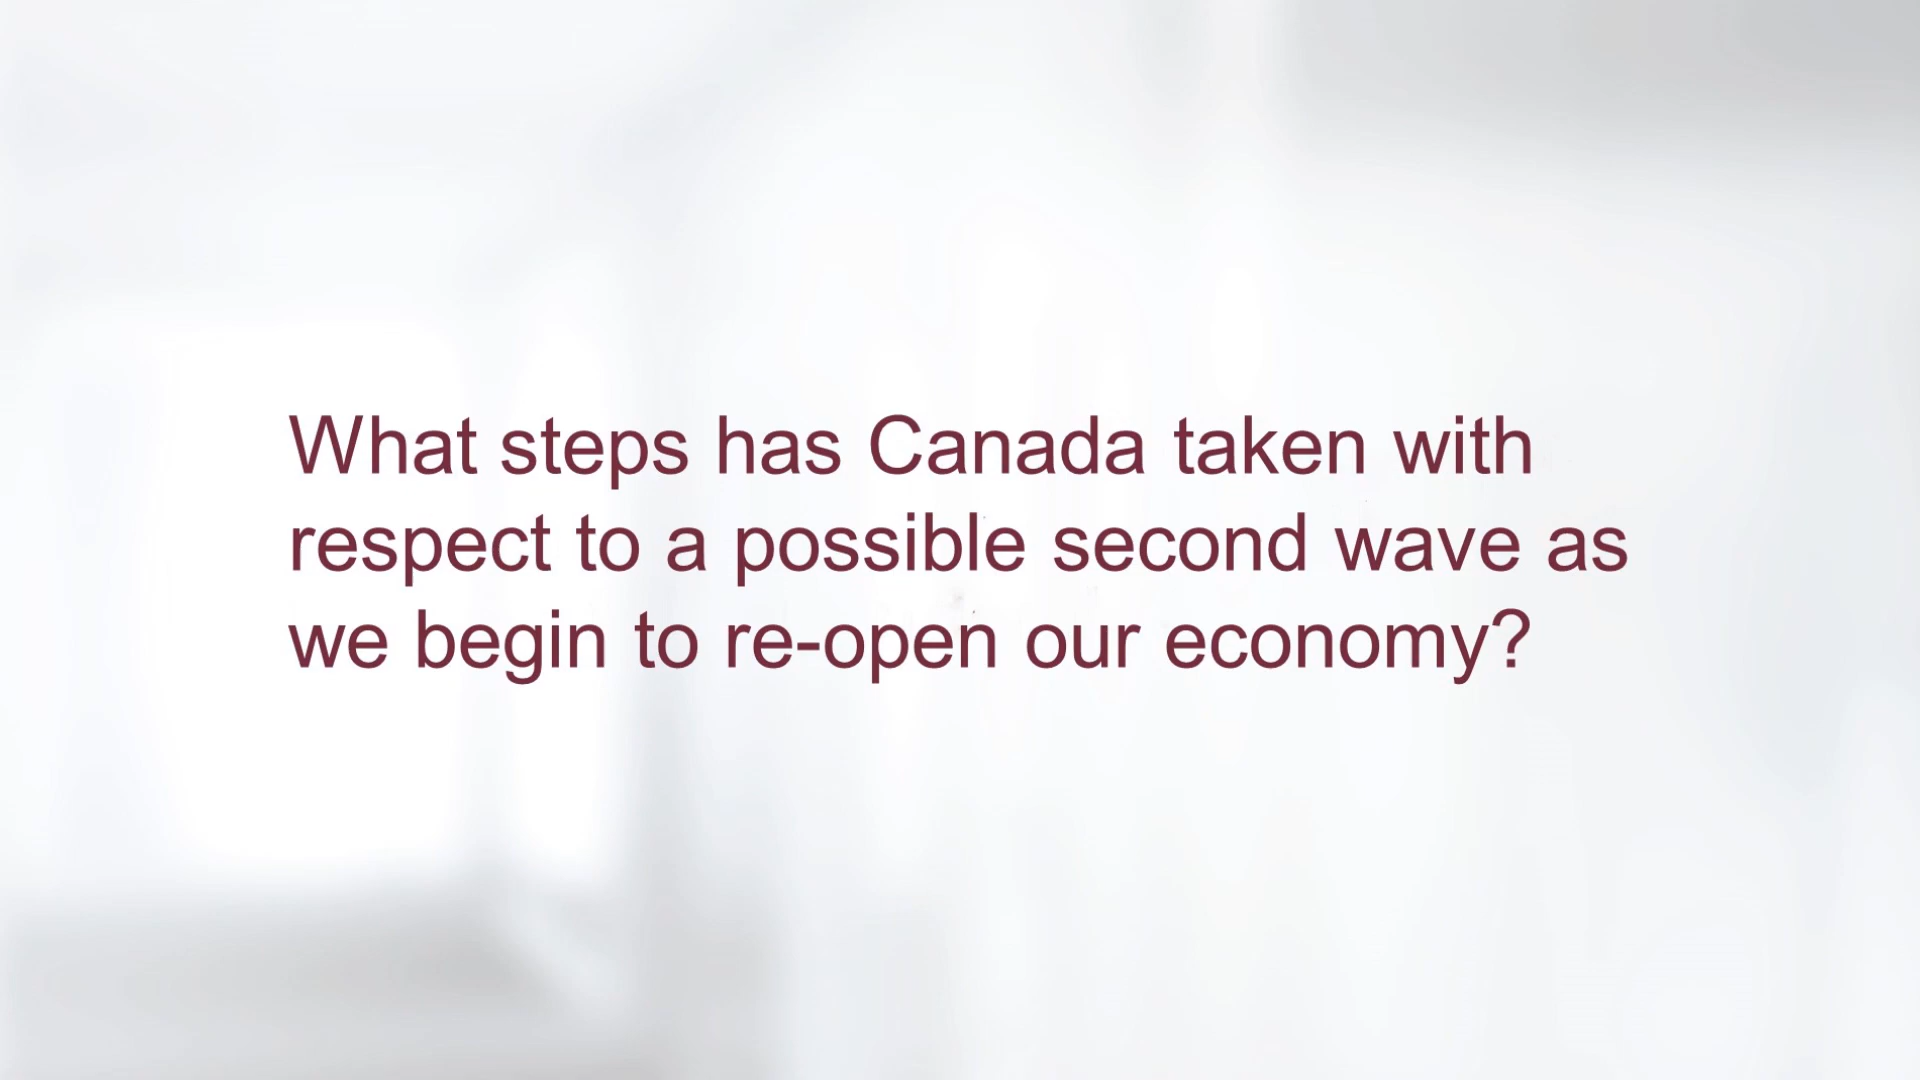 What steps has Canada taken with
respect to a possible second wave as
we begin to re-open our economy?